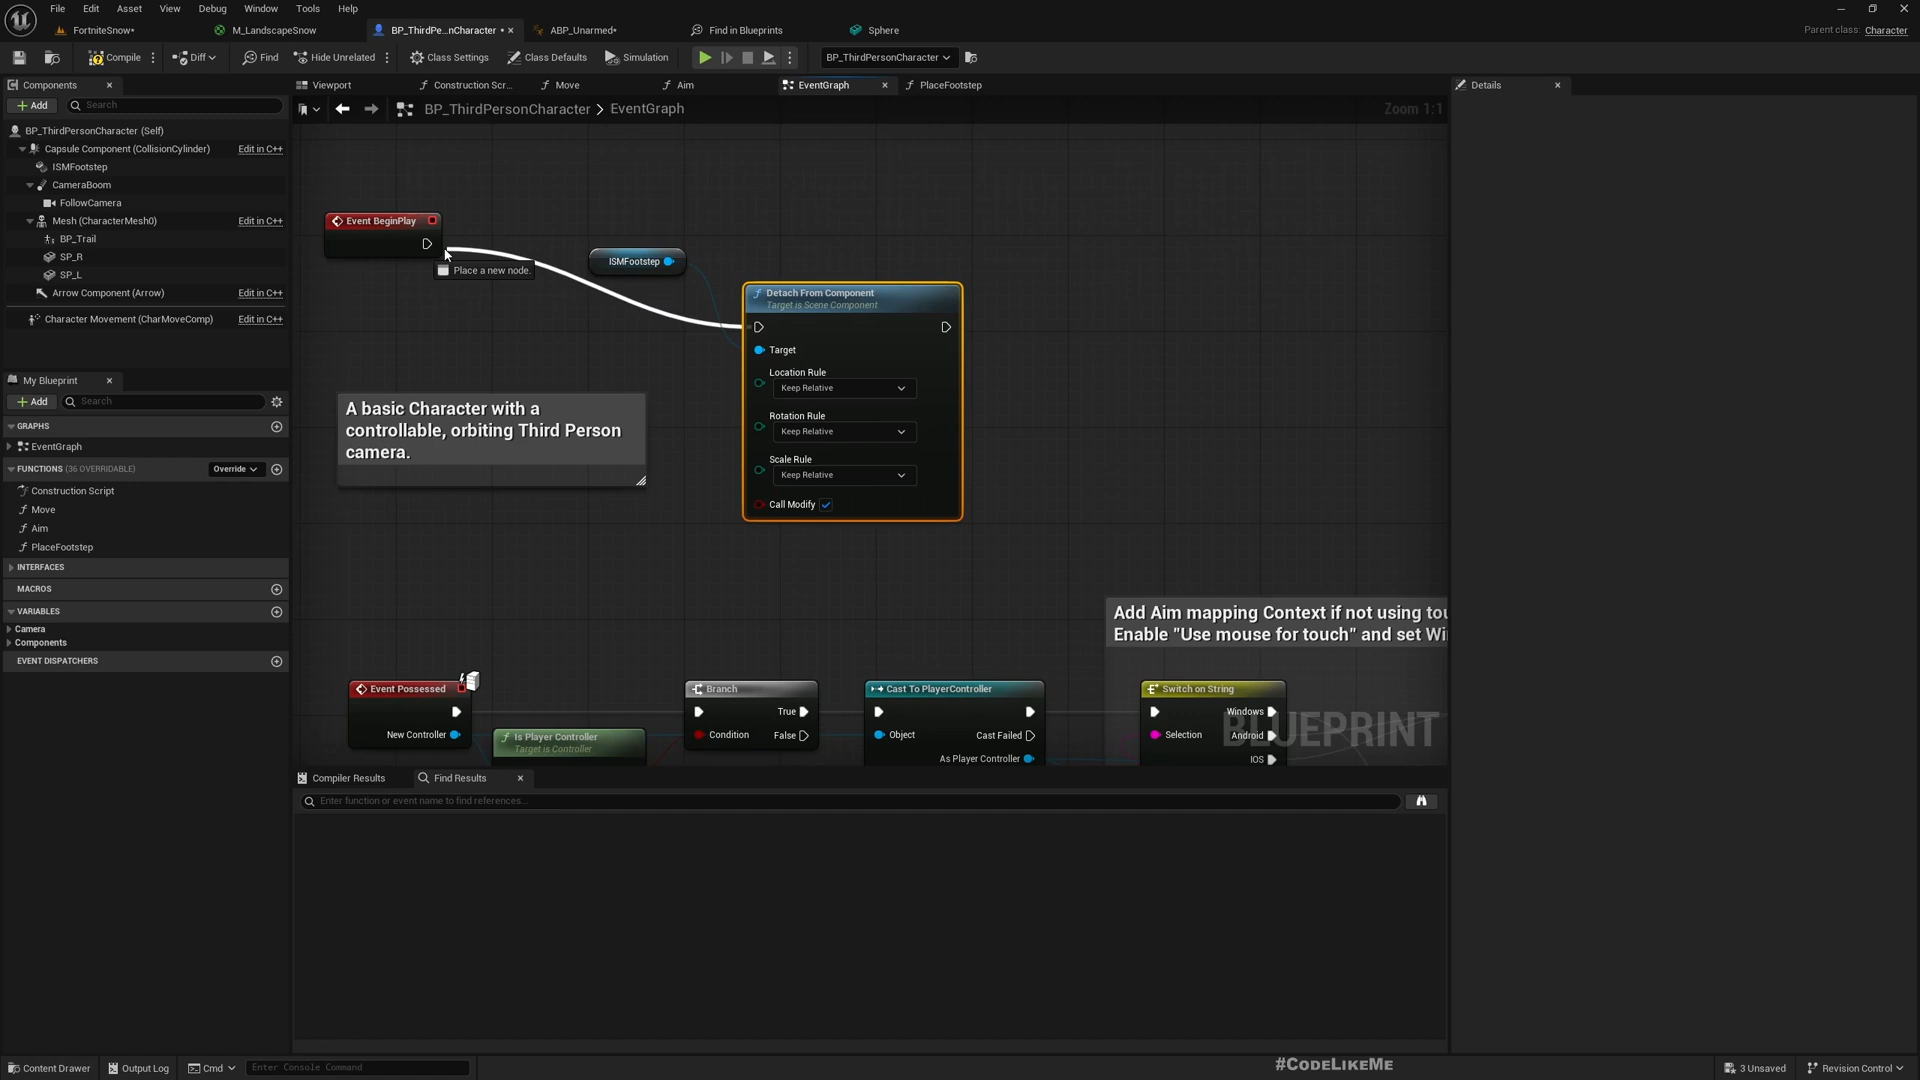 File Edit Asset View Debug Window Tools Help
FortniteSnow*
M_LandscapeSnow
BP_ThirdPe...nCharacter •
ABP_Unarmed*
Find in Blueprints
Sphere
Parent class: Character
Compile
Diff
Find
Hide Unrelated
Class Settings
Class Defaults
Simulation
BP_ThirdPersonCharacter
Components
Add
Search
BP_ThirdPersonCharacter (Self)
Capsule Component (CollisionCylinder) Edit in C++
ISMFootstep
CameraBoom
FollowCamera
Mesh (CharacterMesh0) Edit in C++
BP_Trail
SP_R
SP_L
Arrow Component (Arrow) Edit in C++
Character Movement (CharMoveComp) Edit in C++
My Blueprint
Add
Search
GRAPHS
EventGraph
FUNCTIONS (36 OVERRIDABLE) Override
Construction Script
Move
Aim
PlaceFootstep
INTERFACES
MACROS
VARIABLES
Camera
Components
EVENT DISPATCHERS
Viewport
Construction Scr...
Move
Aim
EventGraph
PlaceFootstep
BP_ThirdPersonCharacter > EventGraph
Zoom 1:1
Event BeginPlay
Place a new node.
ISMFootstep
Detach From Component
Target is Scene Component
Target
Location Rule
Keep Relative
Rotation Rule
Keep Relative
Scale Rule
Keep Relative
Call Modify
A basic Character with a
controllable, orbiting Third Person
camera.
Add Aim mapping Context if not using tou
Enable "Use mouse for touch" and set Wi
Event Possessed
New Controller
Is Player Controller
Target is Controller
Branch
True
Condition False
Cast To PlayerController
Object Cast Failed
As Player Controller
Switch on String
Windows
Selection Android
IOS
BLUEPRINT
Compiler Results
Find Results
Enter function or event name to find references...
Details
Content Drawer
Output Log
Cmd
Enter Console Command
#CODELIKEME
3 Unsaved
Revision Control